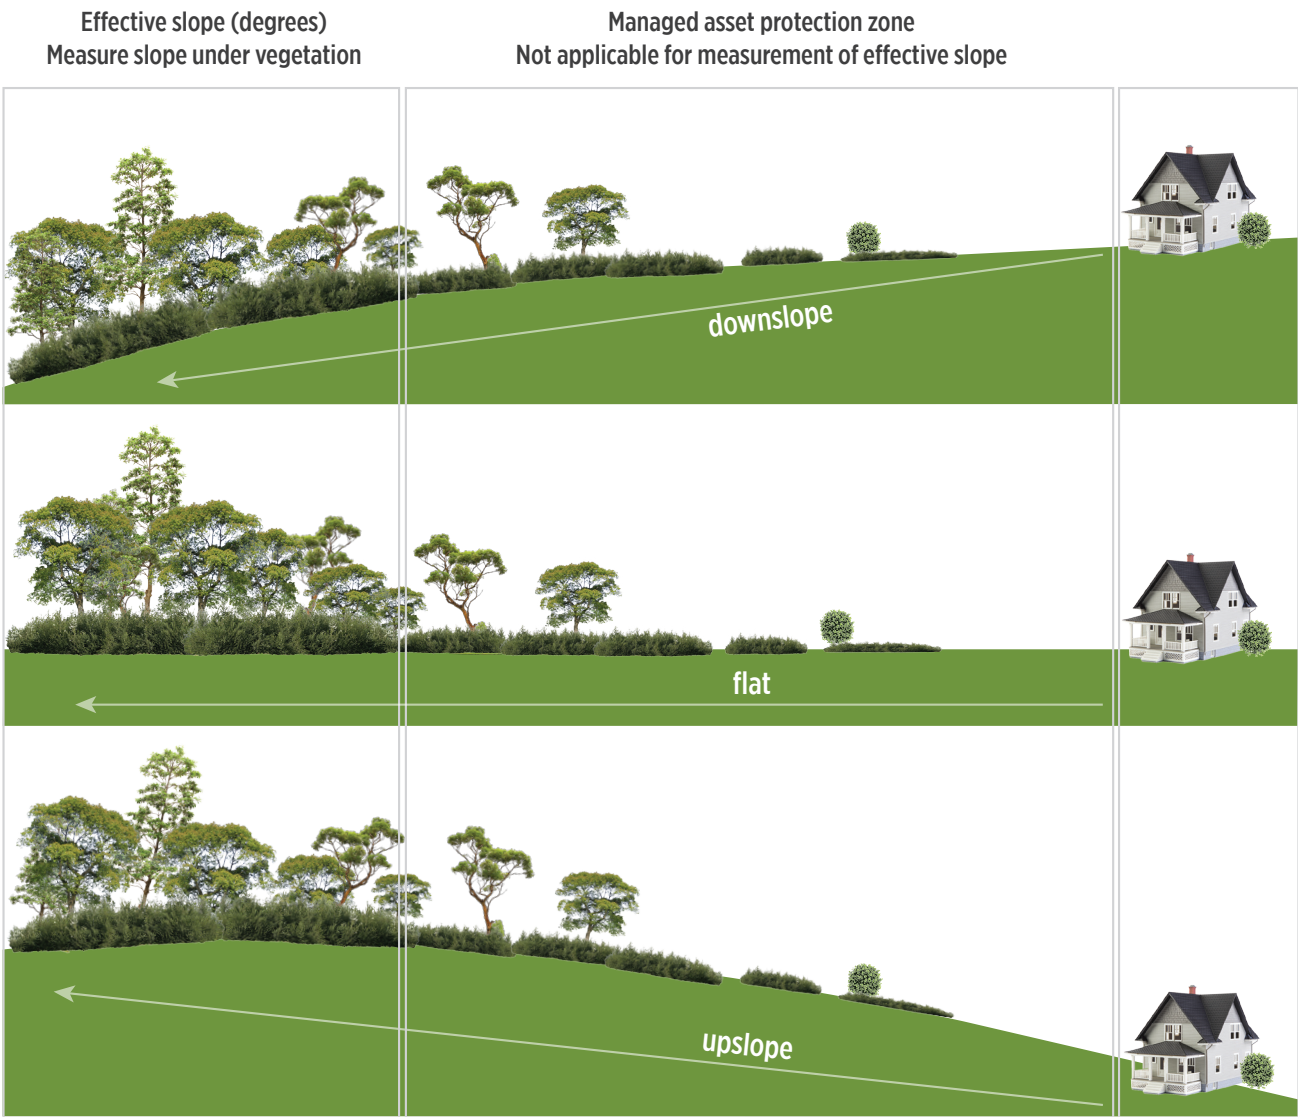 Effective slope (degrees)
Measure slope under vegetation
Managed asset protection zone
Not applicable for measurement of effective slope
downslope
flat
upslope